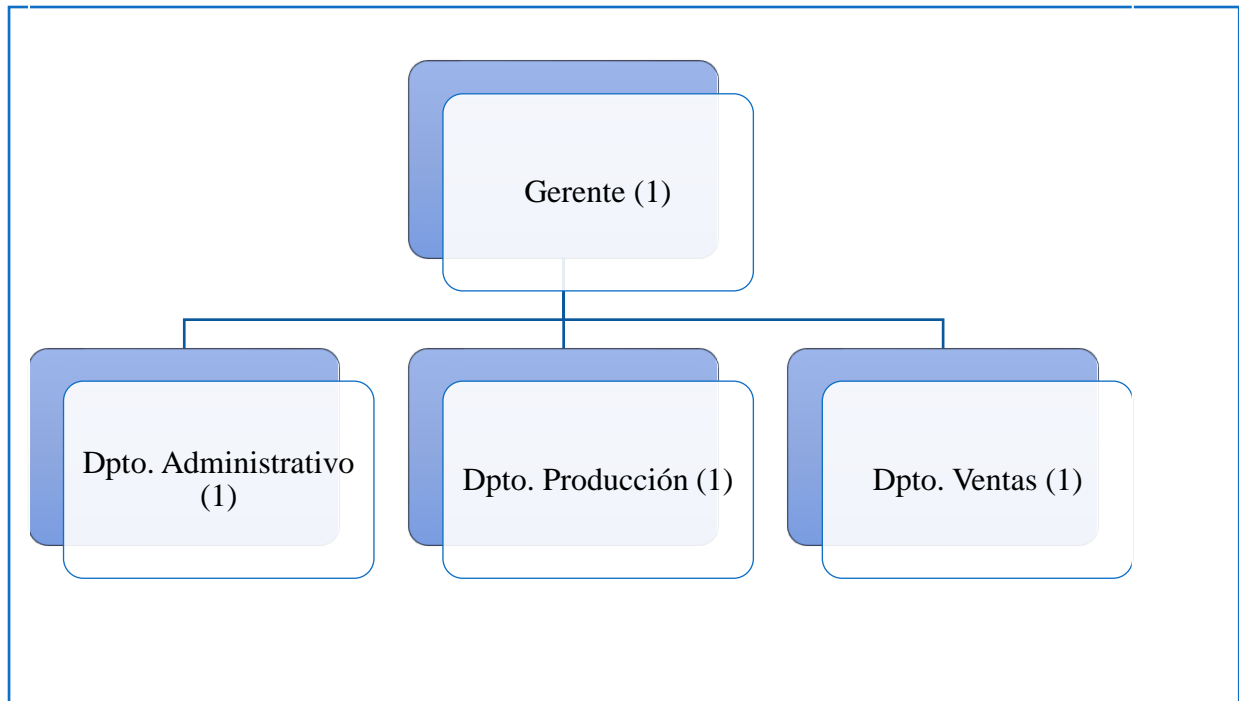 Gerente (1)
Dpto. Administrativo
(1)
Dpto. Producción (1)
Dpto. Ventas (1)